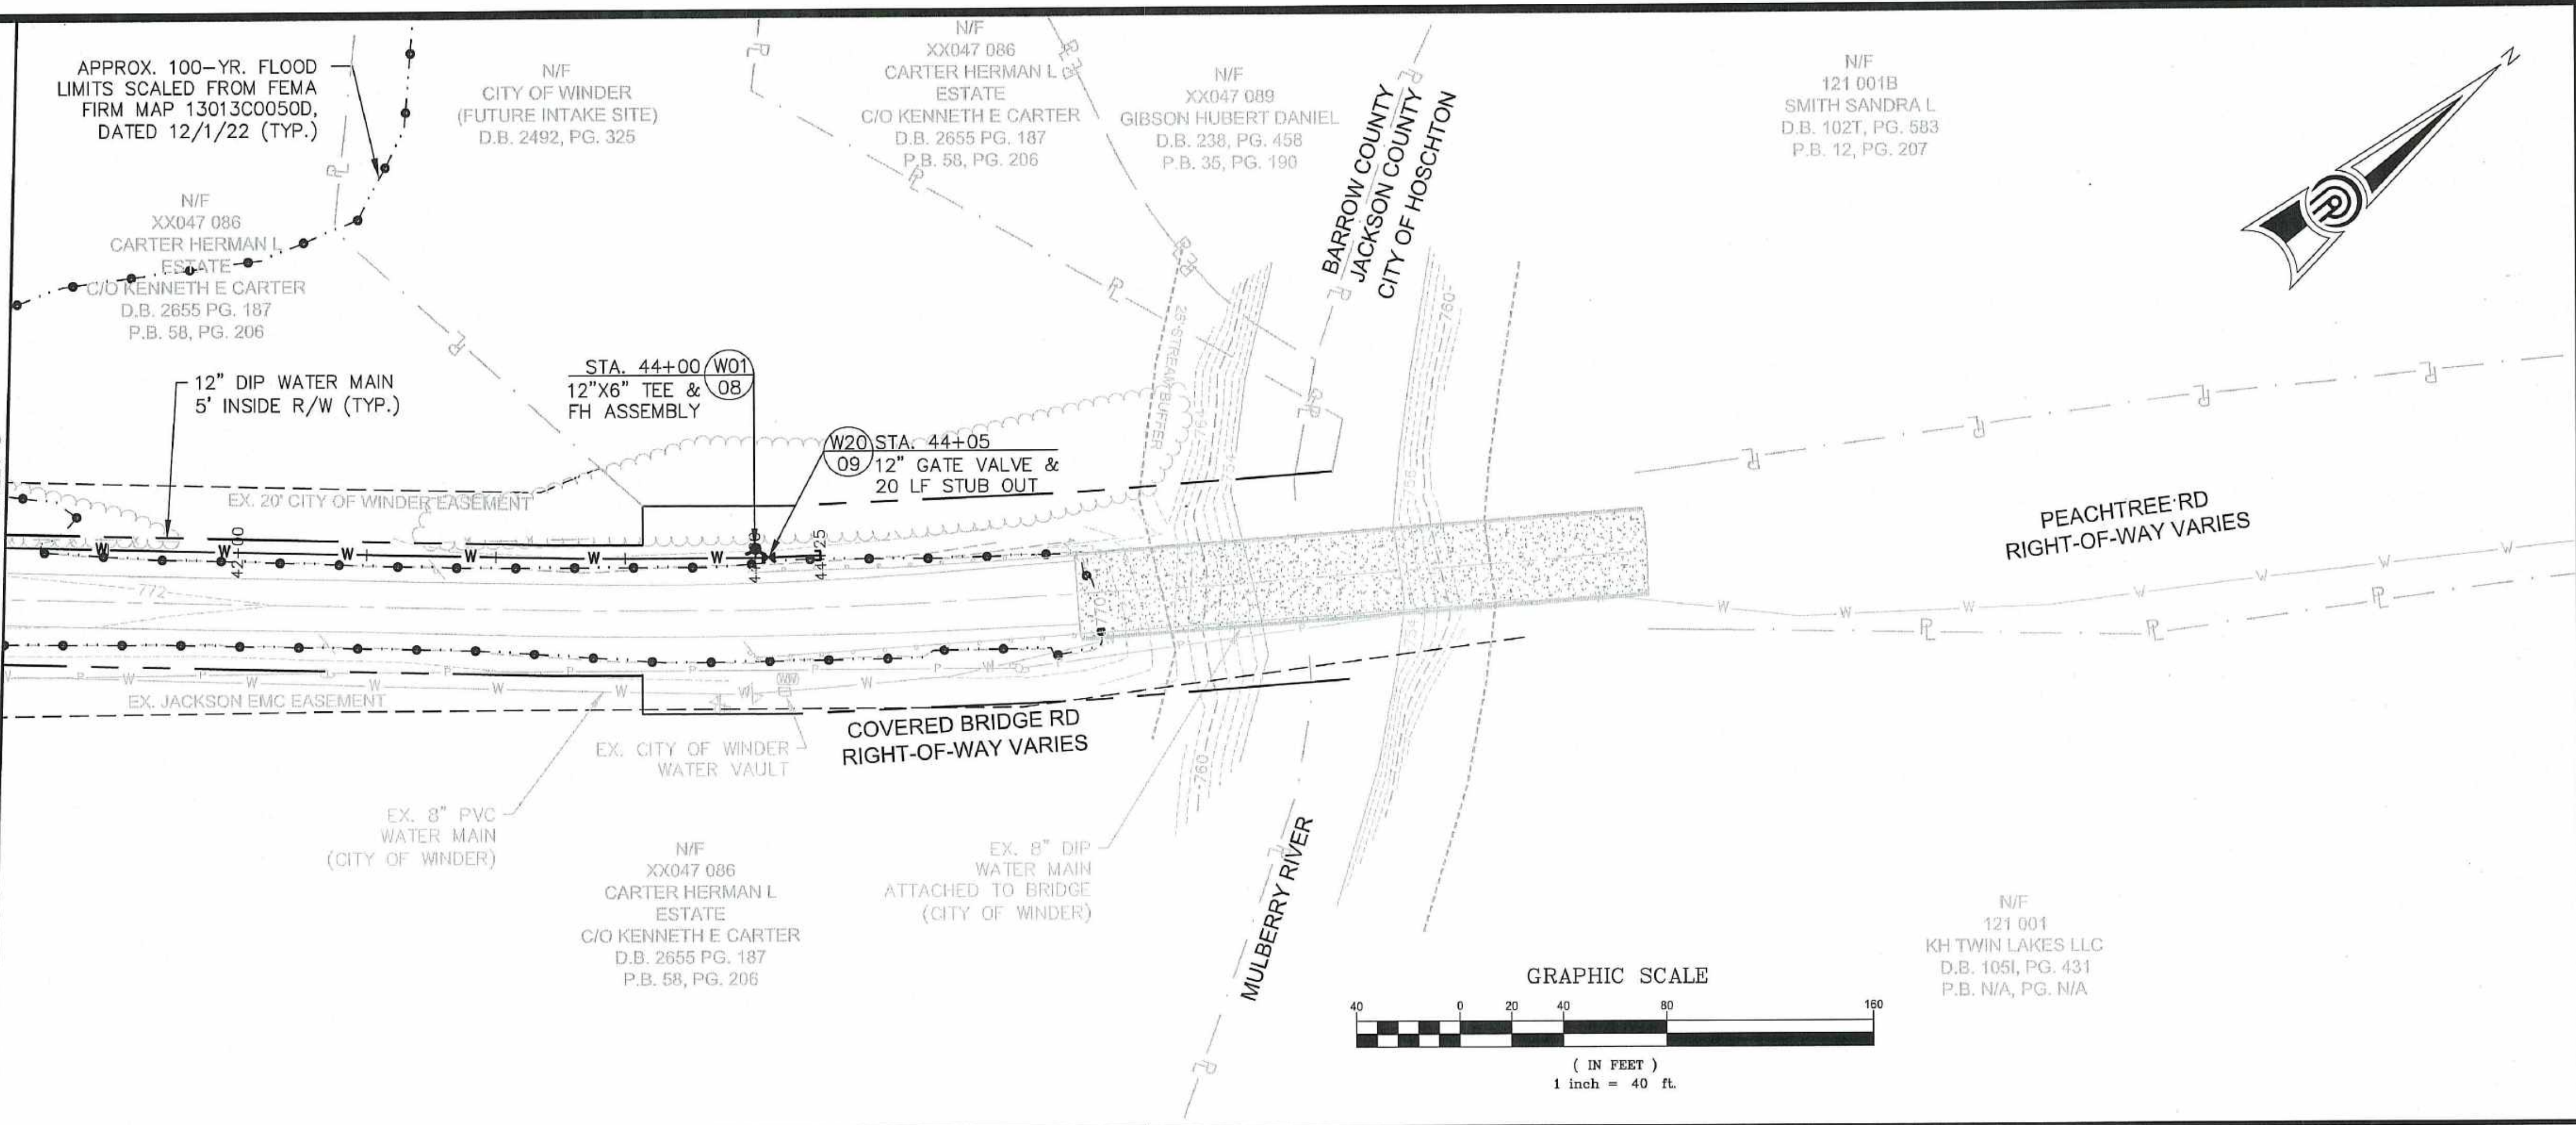 APPROX. 100-YR. FLOOD
LIMITS SCALED FROM FEMA
FIRM MAP 13013C0050D,
DATED 12/1/22 (TYP.)
N/F
CITY OF WINDER
(FUTURE INTAKE SITE)
D.B. 2492, PG. 325
N/F
XX047 086
CARTER HERMAN L
ESTATE
C/O KENNETH E CARTER
D.B. 2655 PG. 187
P.B. 58, PG. 206
N/F
XX047 089
GIBSON HUBERT DANIEL
D.B. 238, PG. 458
P.B. 35, PG. 190
BARROW COUNTY
JACKSON COUNTY
CITY OF HOSCHTON
N/F
121 001B
SMITH SANDRA L
D.B. 102T, PG. 583
P.B. 12, PG. 207
N
N/F
XX047 086
CARTER HERMAN L
ESTATE
C/O KENNETH E CARTER
D.B. 2655 PG. 187
P.B. 58, PG. 206
12" DIP WATER MAIN
5' INSIDE R/W (TYP.)
STA. 44+00
12"X6" TEE &
FH ASSEMBLY
W01
08
W20
09
STA. 44+05
12" GATE VALVE &
20 LF STUB OUT
25' STREAM BUFFER
764
754
760
768
754
EX. 20' CITY OF WINDER EASEMENT
42+00
44+25
W W W W W W
772
770
PEACHTREE RD
RIGHT-OF-WAY VARIES
W W W W W W W
EX. JACKSON EMC EASEMENT
COVERED BRIDGE RD
RIGHT-OF-WAY VARIES
EX. CITY OF WINDER
WATER VAULT
EX. 8" PVC
WATER MAIN
(CITY OF WINDER)
760
N/F
XX047 086
CARTER HERMAN L
ESTATE
C/O KENNETH E CARTER
D.B. 2655 PG. 187
P.B. 58, PG. 206
EX. 8" DIP
WATER MAIN
ATTACHED TO BRIDGE
(CITY OF WINDER)
MULBERRY RIVER
N/F
121 001
KH TWIN LAKES LLC
D.B. 105I, PG. 431
P.B. N/A, PG. N/A
GRAPHIC SCALE
40 0 20 40 80 160
( IN FEET )
1 inch = 40 ft.